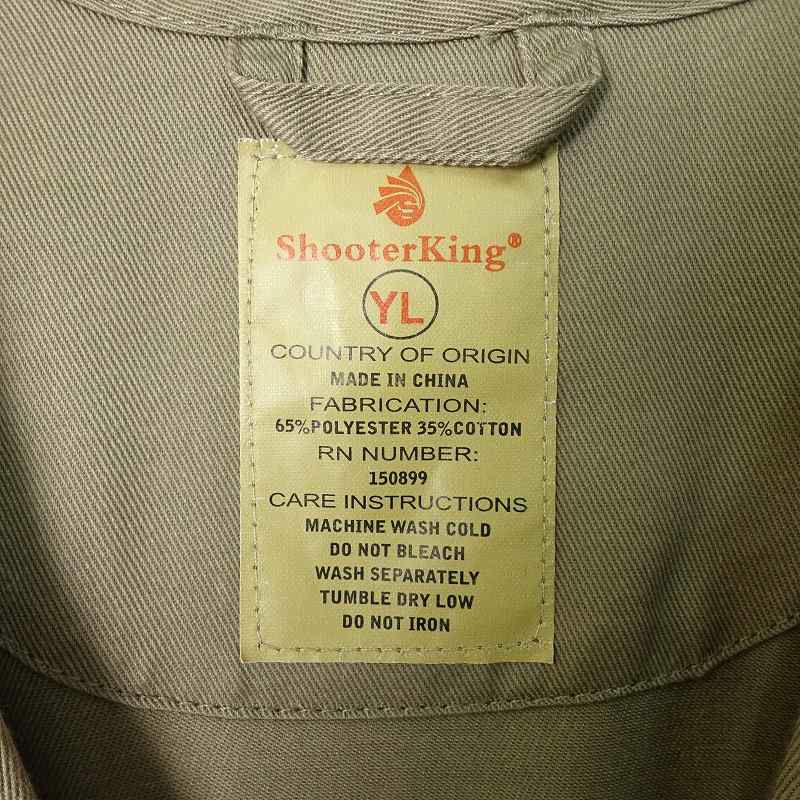 ShooterKing®
YL
COUNTRY OF ORIGIN
MADE IN CHINA
FABRICATION:
65%POLYESTER 35%COTTON
RN NUMBER:
150899
CARE INSTRUCTIONS
MACHINE WASH COLD
DO NOT BLEACH
WASH SEPARATELY
TUMBLE DRY LOW
DO NOT IRON